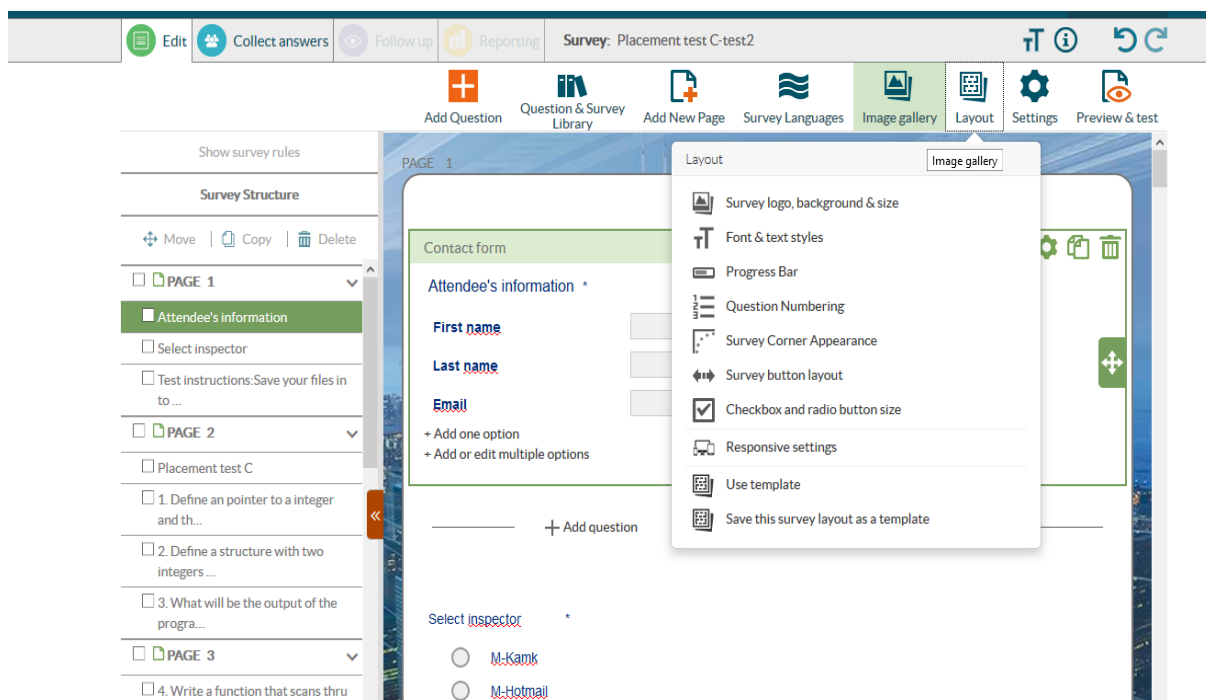 Edit
Collect answers
Follow up
Reporting
Survey: Placement test C-test2
Add Question
Question & Survey
Library
Add New Page
Survey Languages
Image gallery
Layout
Settings
Preview & test
Show survey rules
Survey Structure
Move
Copy
Delete
PAGE 1
Attendee's information
Select inspector
Test instructions:Save your files in
to ...
PAGE 2
Placement test C
1. Define an pointer to a integer
and th...
2. Define a structure with two
integers ...
3. What will be the output of the
progra...
PAGE 3
4. Write a function that scans thru
PAGE 1
Contact form
Attendee's information *
First name
Last name
Email
+ Add one option
+ Add or edit multiple options
Add question
Select inspector *
M-Kamk
M-Hotmail
Layout
Image gallery
Survey logo, background & size
Font & text styles
Progress Bar
Question Numbering
Survey Corner Appearance
Survey button layout
Checkbox and radio button size
Responsive settings
Use template
Save this survey layout as a template